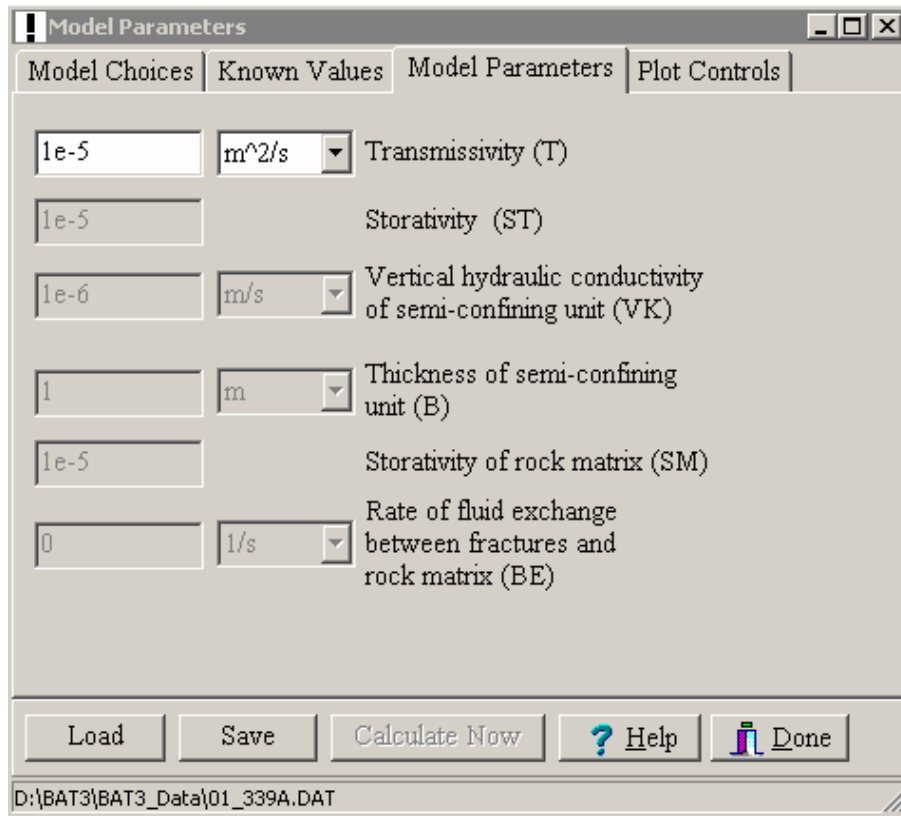 Model Parameters
Model Choices Known Values Model Parameters Plot Controls
1e-5 m^2/s Transmissivity (T)
1e-5 Storativity (ST)
1e-6 m/s Vertical hydraulic conductivity
of semi-confining unit (VK)
1 m Thickness of semi-confining
unit (B)
1e-5 Storativity of rock matrix (SM)
0 1/s Rate of fluid exchange
between fractures and
rock matrix (BE)
Load Save Calculate Now ? Help Done
D:\BAT3\BAT3_Data\01_339A.DAT